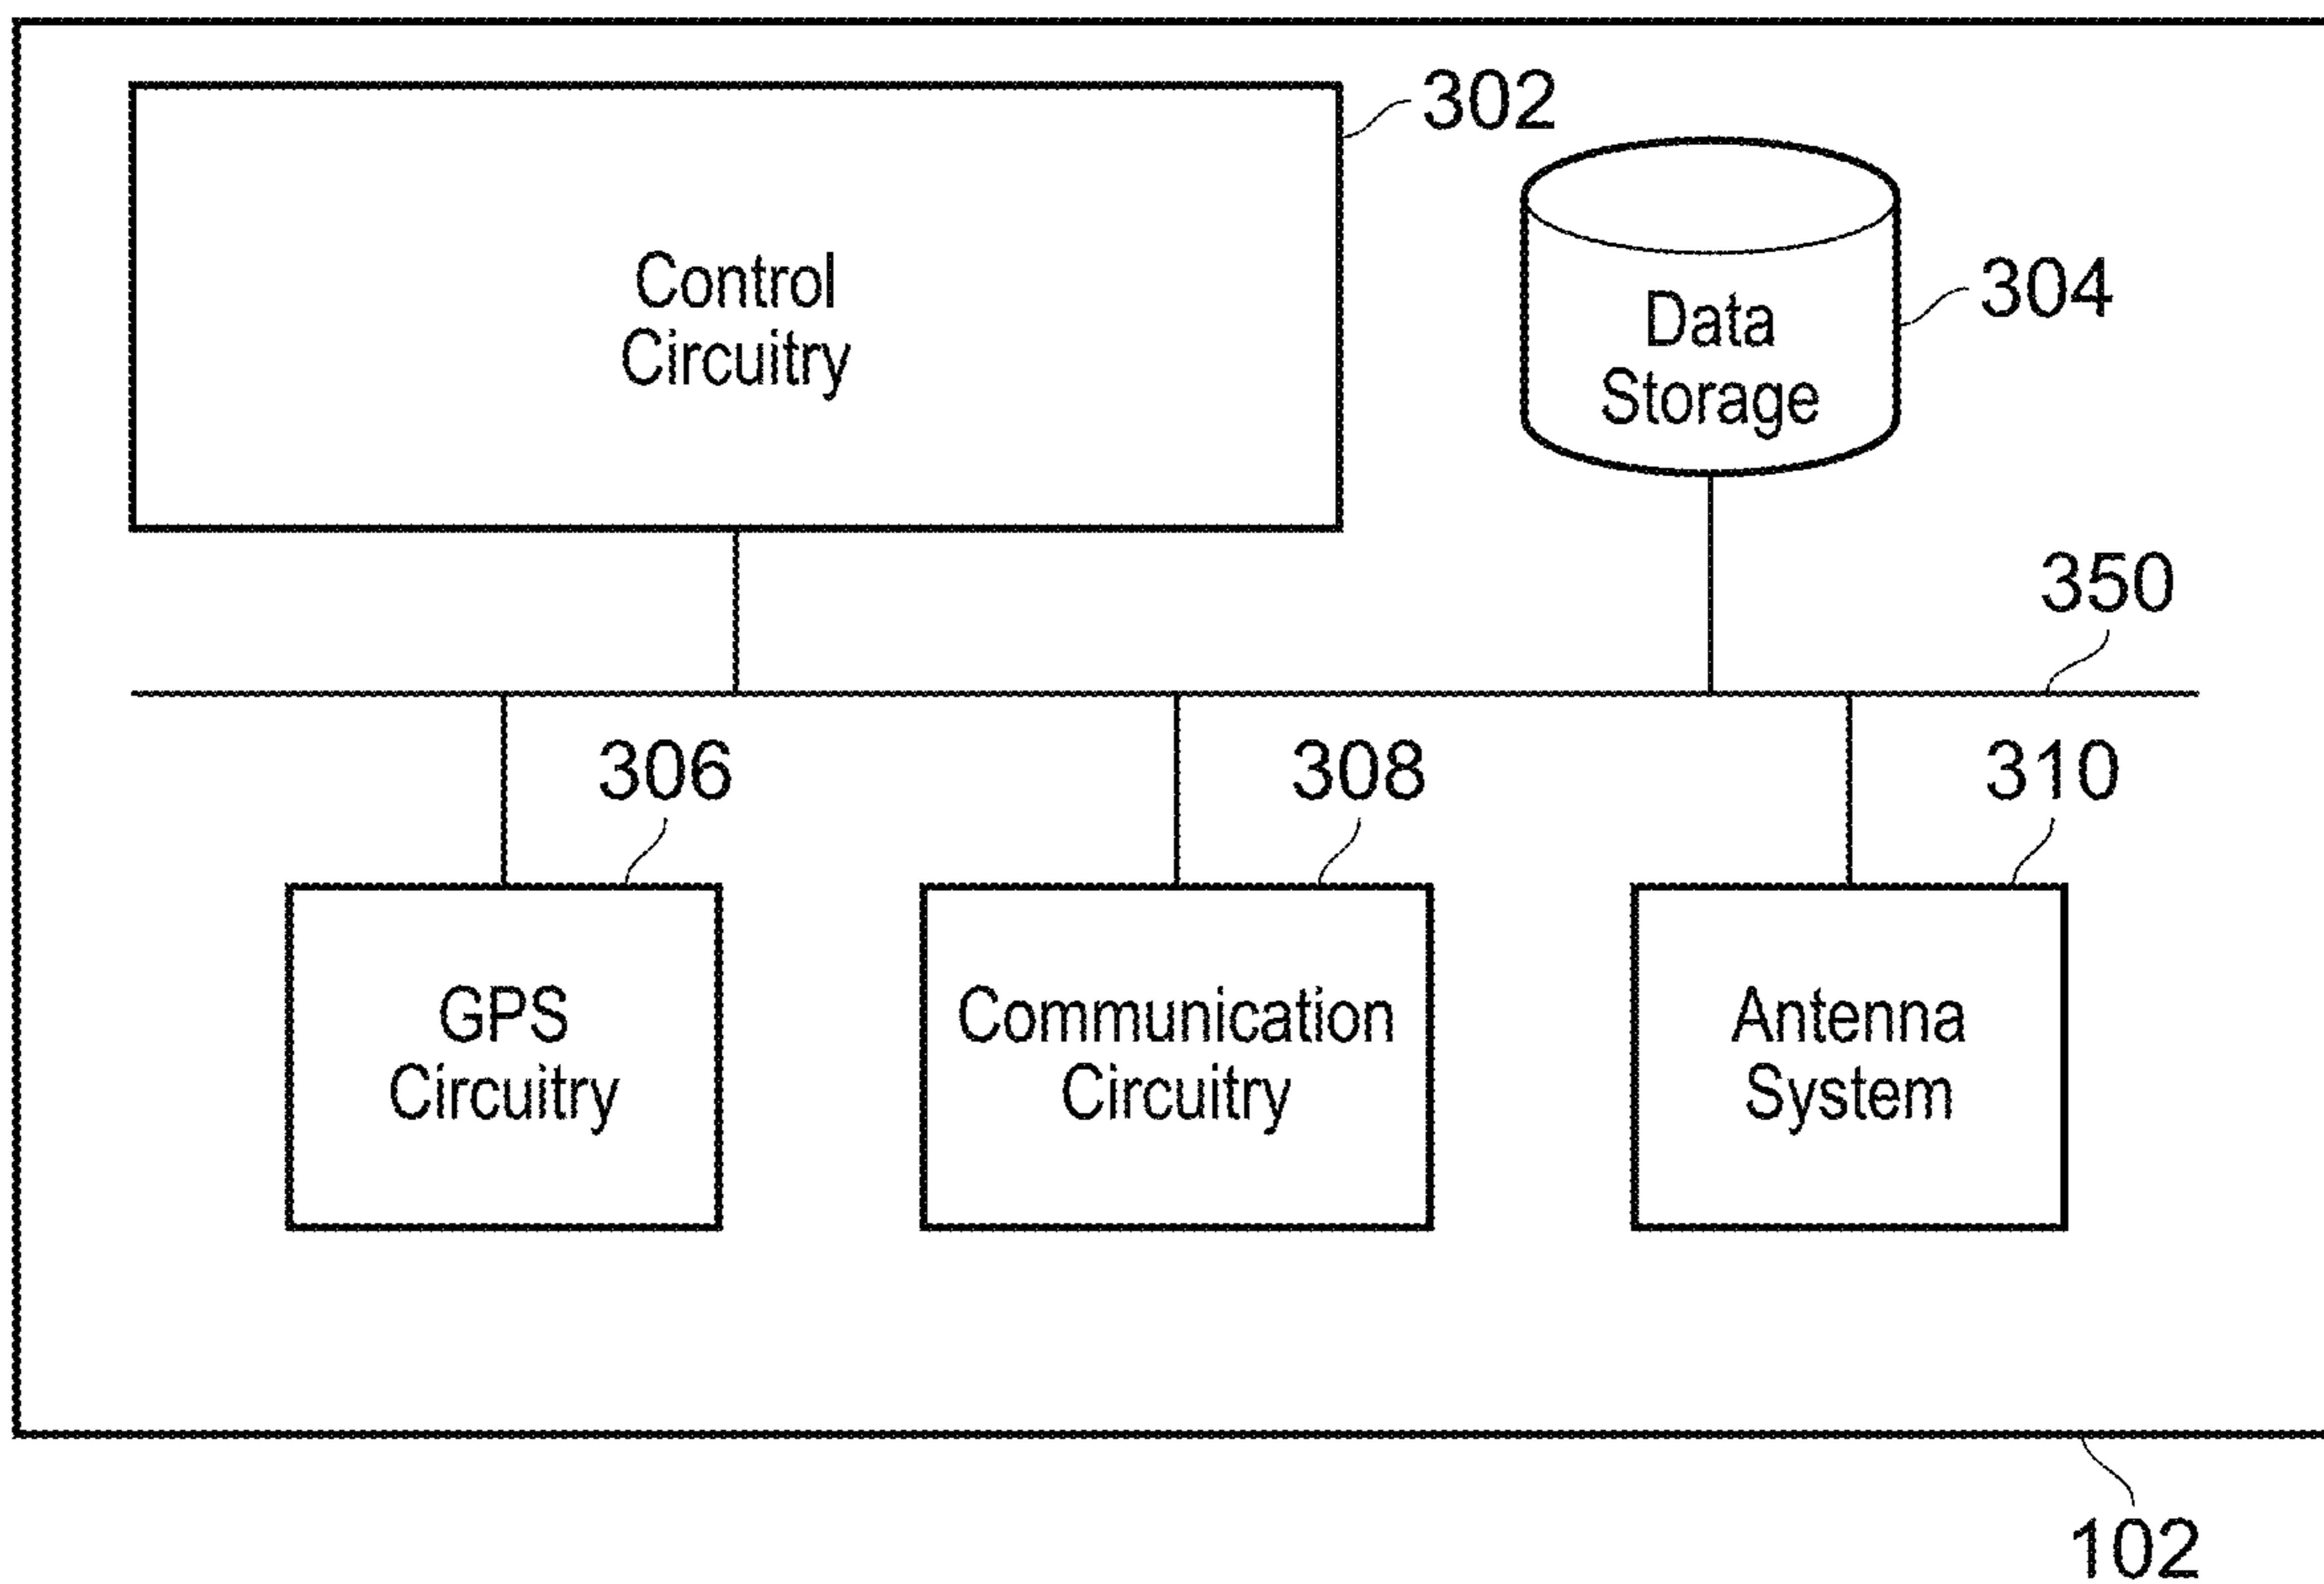 302
Control
Circuitry
304
Data
Storage
350
306
308
310
GPS
Circuitry
Communication
Circuitry
Antenna
System
102